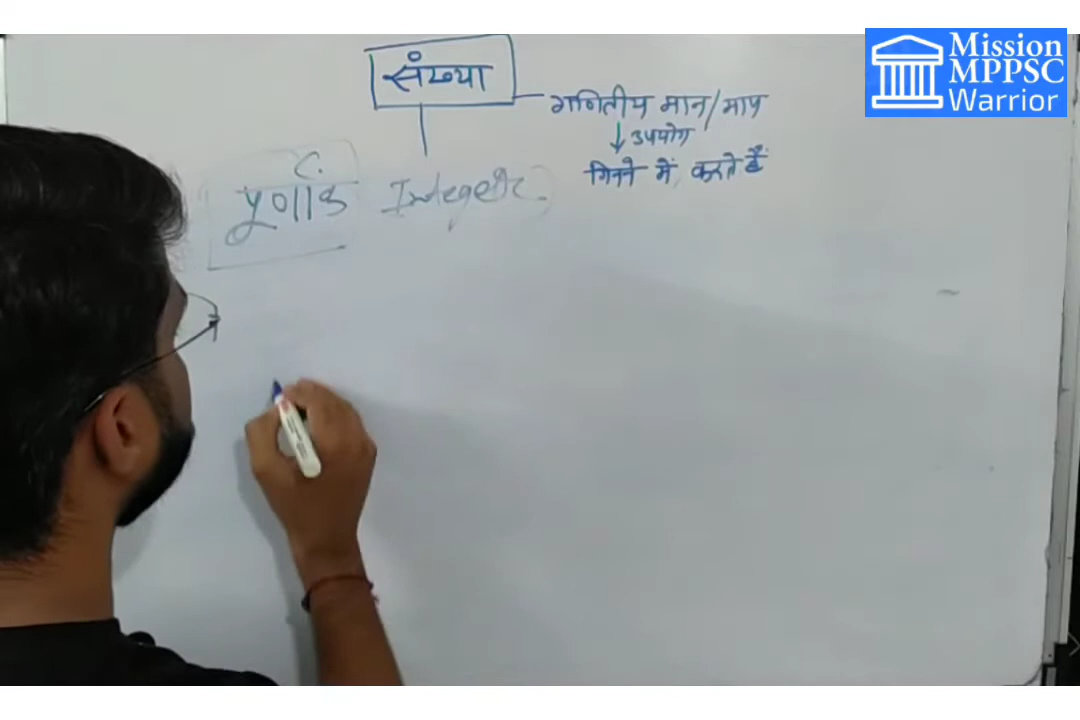 संख्या
गणितीय मान/माप
↓ उपयोग
गिनने में करते हैं
पूर्णांक Integer
Mission
MPPSC
Warrior